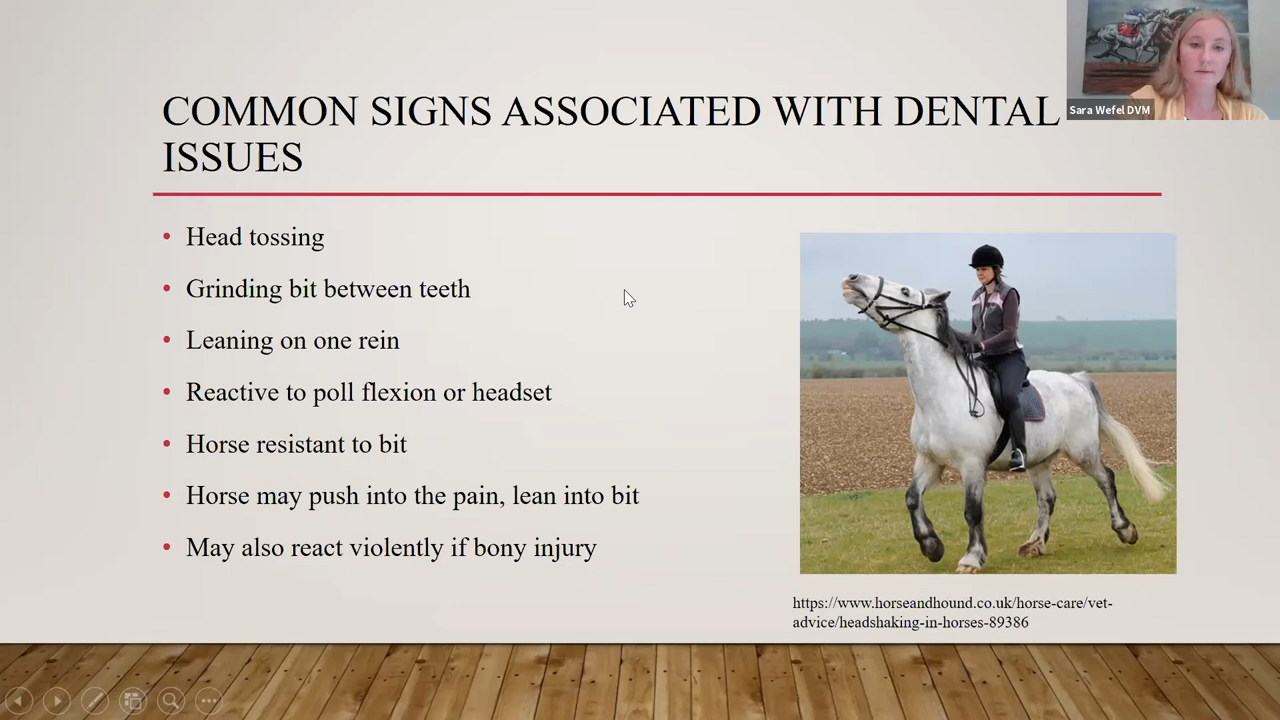 COMMON SIGNS ASSOCIATED WITH DENTAL
ISSUES
Sara Wefel DVM
• Head tossing
• Grinding bit between teeth
• Leaning on one rein
• Reactive to poll flexion or headset
• Horse resistant to bit
• Horse may push into the pain, lean into bit
• May also react violently if bony injury
https://www.horseandhound.co.uk/horse-care/vet-
advice/headshaking-in-horses-89386